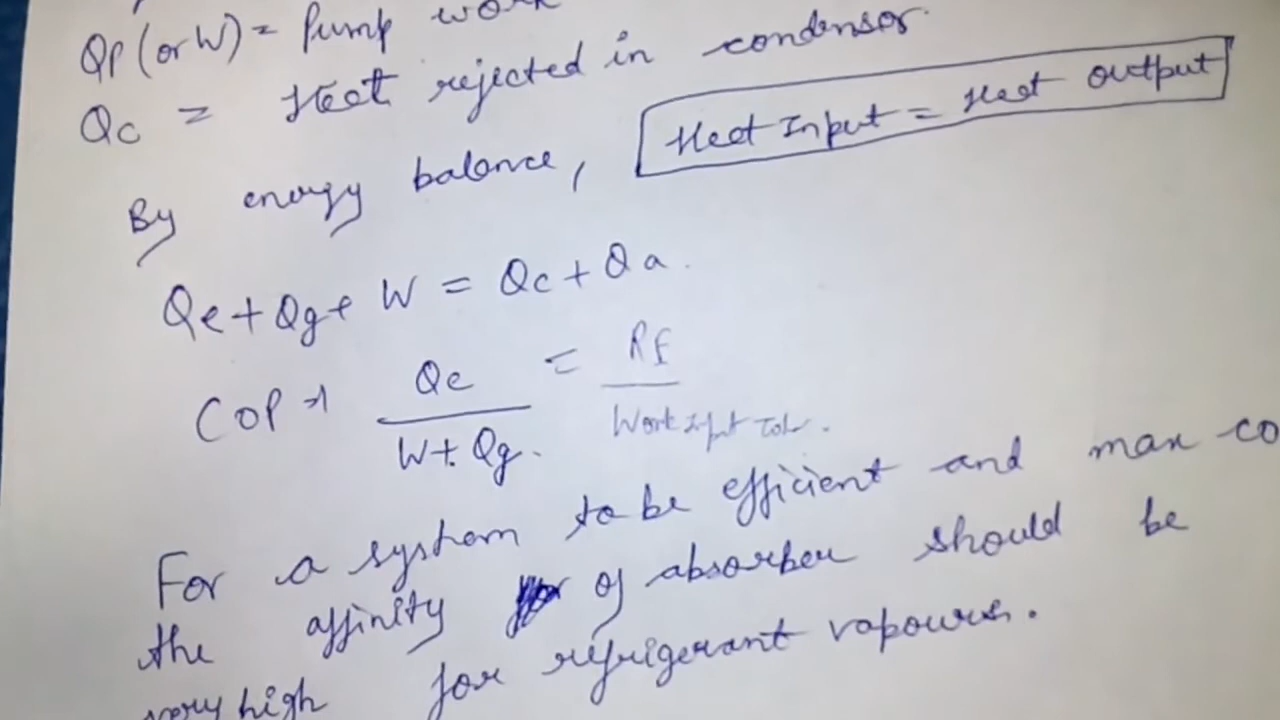 Qp (or W) = Pump work
Qc = Heat rejected in condensor.
By energy balance, Heat Input = Heat Output
Qe + Qg + W = Qc + Qa.
COP = Qe / W + Qg. = RE / Work Input
For a system to be efficient and max CO
the affinity of absorber should be
very high for refrigerant vapours.